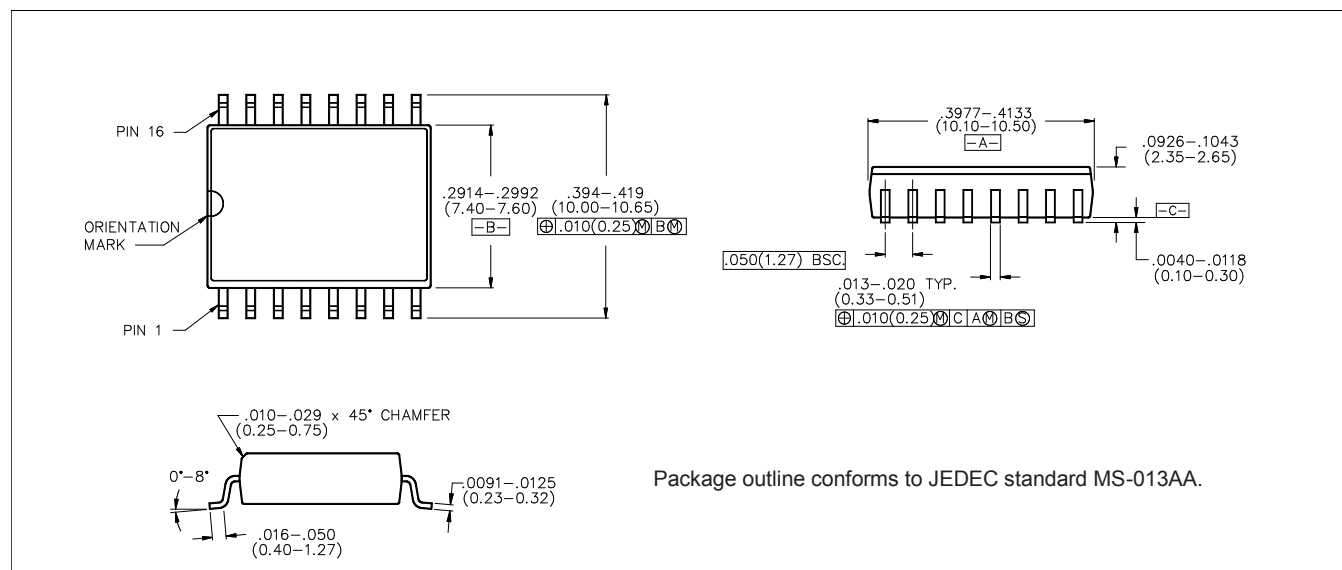 PIN 16
ORIENTATION
MARK
PIN 1
.2914-.2992
(7.40-7.60)
-B-
.394-.419
(10.00-10.65)
⌖ .010(0.25)Ⓜ BⓂ
.3977-.4133
(10.10-10.50)
-A-
.0926-.1043
(2.35-2.65)
-C-
.050(1.27) BSC.
.0040-.0118
(0.10-0.30)
.013-.020 TYP.
(0.33-0.51)
⌖ .010(0.25)Ⓜ C AⓂ BⓈ
.010-.029 x 45° CHAMFER
(0.25-0.75)
0°-8°
.0091-.0125
(0.23-0.32)
.016-.050
(0.40-1.27)
Package outline conforms to JEDEC standard MS-013AA.